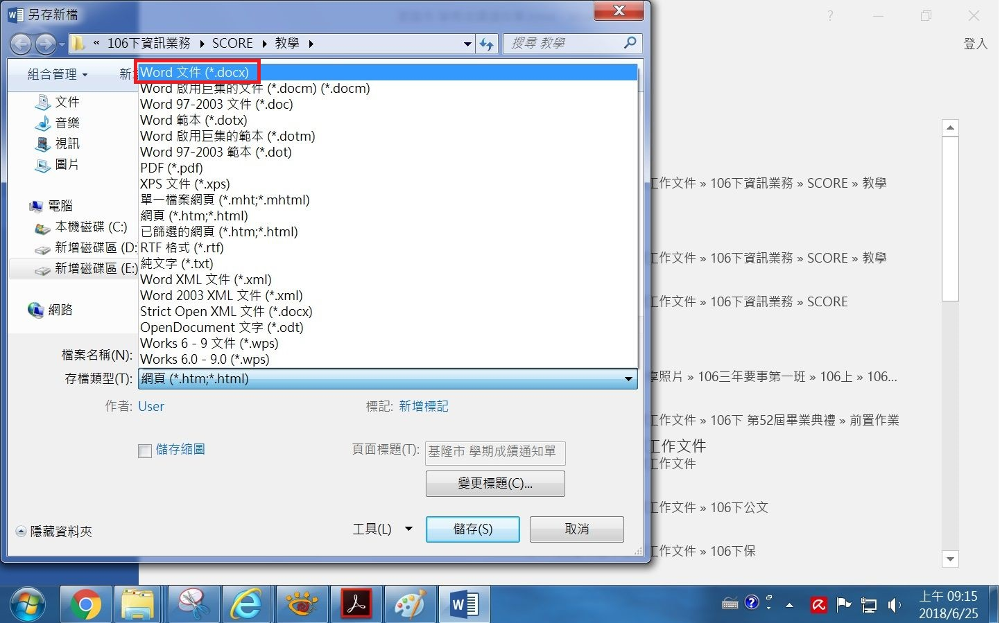 另存新檔
? — ×
登入
« 106下資訊業務 ▸ SCORE ▸ 教學 ▸
搜尋 教學
組合管理
新
Word 文件 (*.docx)
Word 啟用巨集的文件 (*.docm) (*.docm)
Word 97-2003 文件 (*.doc)
Word 範本 (*.dotx)
Word 啟用巨集的範本 (*.dotm)
Word 97-2003 範本 (*.dot)
PDF (*.pdf)
XPS 文件 (*.xps)
單一檔案網頁 (*.mht;*.mhtml)
網頁 (*.htm;*.html)
已篩選的網頁 (*.htm;*.html)
RTF 格式 (*.rtf)
純文字 (*.txt)
Word XML 文件 (*.xml)
Word 2003 XML 文件 (*.xml)
Strict Open XML 文件 (*.docx)
OpenDocument 文字 (*.odt)
Works 6 - 9 文件 (*.wps)
Works 6.0 - 9.0 (*.wps)
文件
音樂
視訊
圖片
電腦
本機磁碟 (C:)
新增磁碟區 (D:
新增磁碟區 (E:)
網路
檔案名稱(N):
存檔類型(T): 網頁 (*.htm;*.html)
作者: User
標記: 新增標記
儲存縮圖
頁面標題(T): 基隆市 學期成績通知單
變更標題(C)...
隱藏資料夾
工具(L)
儲存(S)
取消
工作文件 » 106下資訊業務 » SCORE » 教學
工作文件 » 106下資訊業務 » SCORE » 教學
工作文件 » 106下資訊業務 » SCORE
享照片 » 106三年要事第一班 » 106上 » 106...
工作文件 » 106下 第52屆畢業典禮 » 前置作業
工作文件
工作文件
工作文件 » 106下公文
工作文件 » 106下保
上午 09:15
2018/6/25